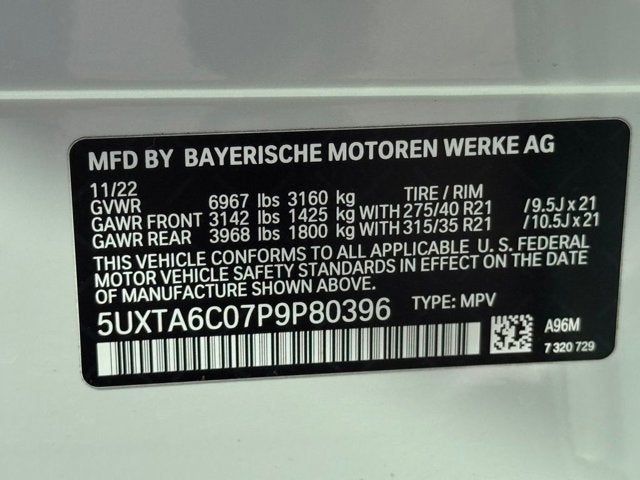 MFD BY BAYERISCHE MOTOREN WERKE AG
11/22
GVWR 6967 lbs 3160 kg TIRE / RIM
GAWR FRONT 3142 lbs 1425 kg WITH 275/40 R21 / 9.5J x 21
GAWR REAR 3968 lbs 1800 kg WITH 315/35 R21 / 10.5J x 21
THIS VEHICLE CONFORMS TO ALL APPLICABLE U. S. FEDERAL
MOTOR VEHICLE SAFETY STANDARDS IN EFFECT ON THE DATE
OF MANUFACTURE SHOWN ABOVE.
5UXTA6C07P9P80396 TYPE: MPV
A96M
7 320 729